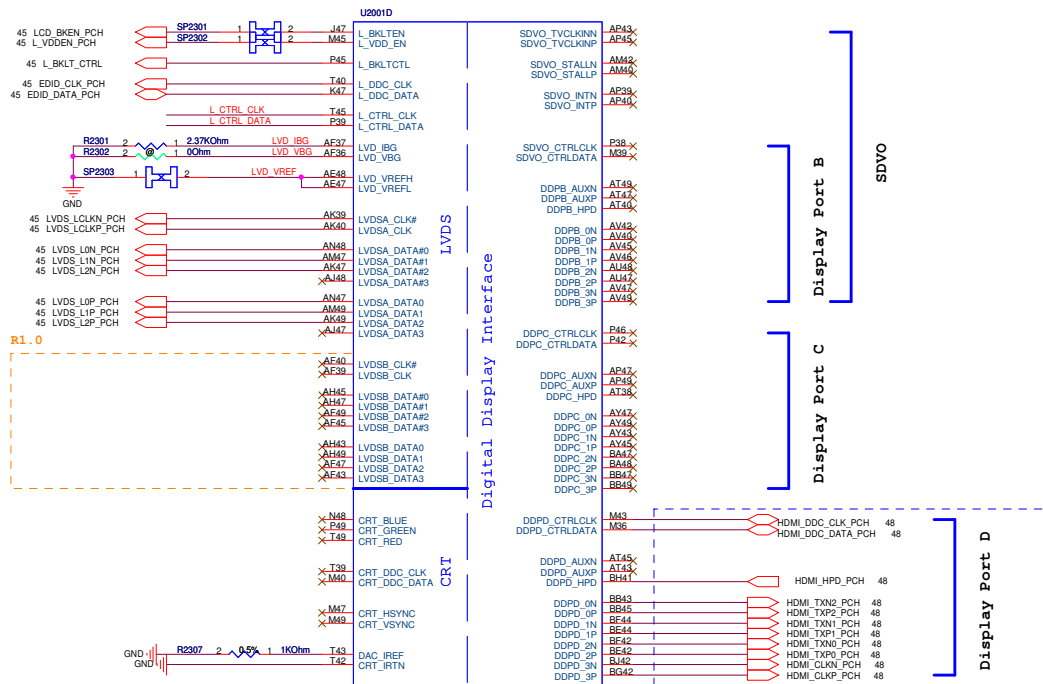 U2001D
45 LCD_BKEN_PCH SP2301 1 2 J47 L_BKLTEN
45 L_VDDEN_PCH SP2302 1 2 M45 L_VDD_EN
45 L_BKLT_CTRL P45 L_BKLTCTL
45 EDID_CLK_PCH T40 L_DDC_CLK
45 EDID_DATA_PCH K47 L_DDC_DATA
L_CTRL_CLK T45 L_CTRL_CLK
L_CTRL_DATA P39 L_CTRL_DATA
R2301 2 1 2.37KOhm LVD_IBG AF37 LVD_IBG
R2302 2 @ 1 0Ohm LVD_VBG AF36 LVD_VBG
SP2303 1 2 LVD_VREF AE48 LVD_VREFH
AE47 LVD_VREFL
GND
45 LVDS_LCLKN_PCH AK39 LVDSA_CLK#
45 LVDS_LCLKP_PCH AK40 LVDSA_CLK
45 LVDS_L0N_PCH AN48 LVDSA_DATA#0
45 LVDS_L1N_PCH AM47 LVDSA_DATA#1
45 LVDS_L2N_PCH AK47 LVDSA_DATA#2
AJ48 LVDSA_DATA#3
45 LVDS_L0P_PCH AN47 LVDSA_DATA0
45 LVDS_L1P_PCH AM49 LVDSA_DATA1
45 LVDS_L2P_PCH AK49 LVDSA_DATA2
AJ47 LVDSA_DATA3
R1.0
AF40 LVDSB_CLK#
AF39 LVDSB_CLK
AH45 LVDSB_DATA#0
AH47 LVDSB_DATA#1
AF49 LVDSB_DATA#2
AF45 LVDSB_DATA#3
AH43 LVDSB_DATA0
AH49 LVDSB_DATA1
AF47 LVDSB_DATA2
AF43 LVDSB_DATA3
N48 CRT_BLUE
P49 CRT_GREEN
T49 CRT_RED
T39 CRT_DDC_CLK
M40 CRT_DDC_DATA
M47 CRT_HSYNC
M49 CRT_VSYNC
GND R2307 2 0.5% 1 1KOhm T43 DAC_IREF
GND T42 CRT_IRTN
LVDS
CRT
Digital Display Interface
SDVO_TVCLKINN AP43
SDVO_TVCLKINP AP45
SDVO_STALLN AM42
SDVO_STALLP AM40
SDVO_INTN AP39
SDVO_INTP AP40
SDVO_CTRLCLK P38
SDVO_CTRLDATA M39
DDPB_AUXN AT49
DDPB_AUXP AT47
DDPB_HPD AT40
DDPB_0N AV42
DDPB_0P AV40
DDPB_1N AV45
DDPB_1P AV46
DDPB_2N AU48
DDPB_2P AU47
DDPB_3N AV47
DDPB_3P AV49
Display Port B
SDVO
DDPC_CTRLCLK P46
DDPC_CTRLDATA P42
DDPC_AUXN AP47
DDPC_AUXP AP49
DDPC_HPD AT38
DDPC_0N AY47
DDPC_0P AY49
DDPC_1N AY43
DDPC_1P AY45
DDPC_2N BA47
DDPC_2P BA48
DDPC_3N BB47
DDPC_3P BB49
Display Port C
DDPD_CTRLCLK M43 HDMI_DDC_CLK_PCH 48
DDPD_CTRLDATA M36 HDMI_DDC_DATA_PCH 48
DDPD_AUXN AT45
DDPD_AUXP AT43
DDPD_HPD BH41 HDMI_HPD_PCH 48
DDPD_0N BB43 HDMI_TXN2_PCH 48
DDPD_0P BB45 HDMI_TXP2_PCH 48
DDPD_1N BF44 HDMI_TXN1_PCH 48
DDPD_1P BE44 HDMI_TXP1_PCH 48
DDPD_2N BF42 HDMI_TXN0_PCH 48
DDPD_2P BE42 HDMI_TXP0_PCH 48
DDPD_3N BJ42 HDMI_CLKN_PCH 48
DDPD_3P BG42 HDMI_CLKP_PCH 48
Display Port D